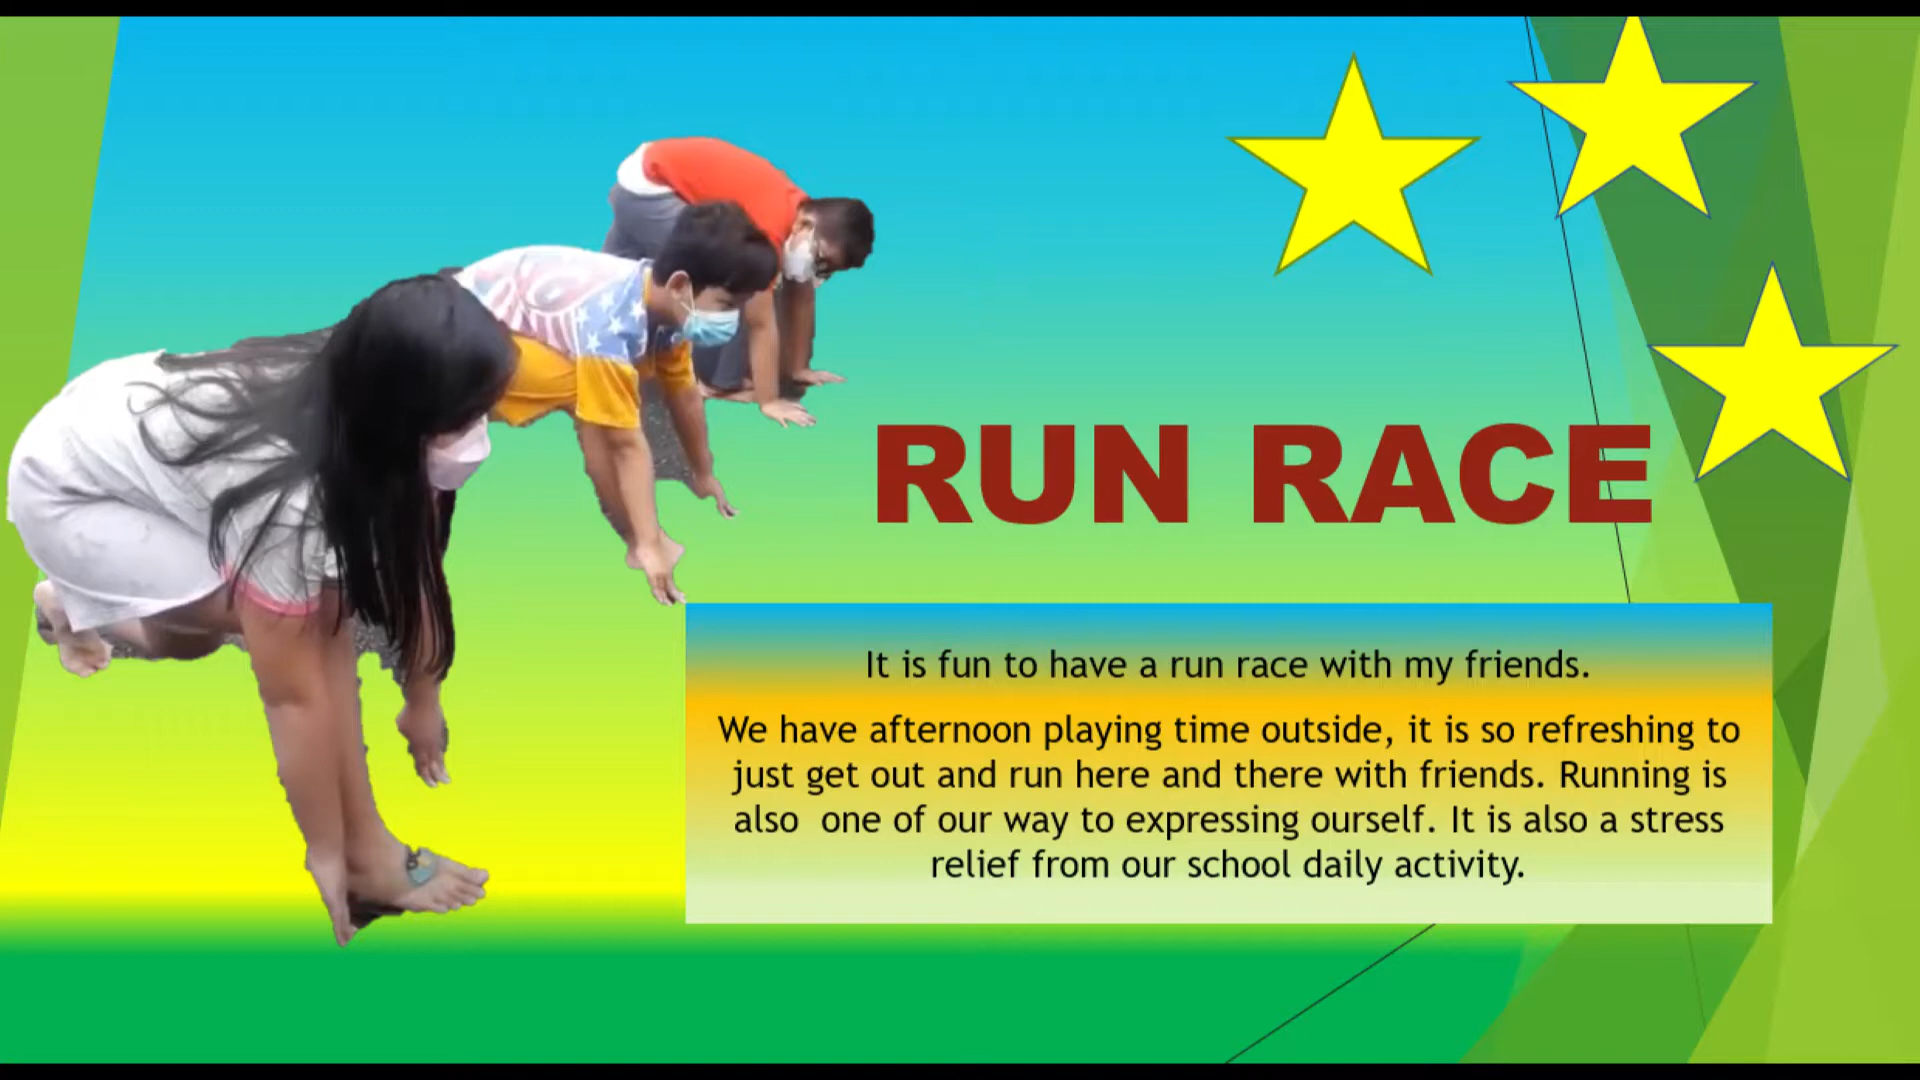 RUN RACE
It is fun to have a run race with my friends.
We have afternoon playing time outside, it is so refreshing to
just get out and run here and there with friends. Running is
also  one of our way to expressing ourself. It is also a stress
relief from our school daily activity.